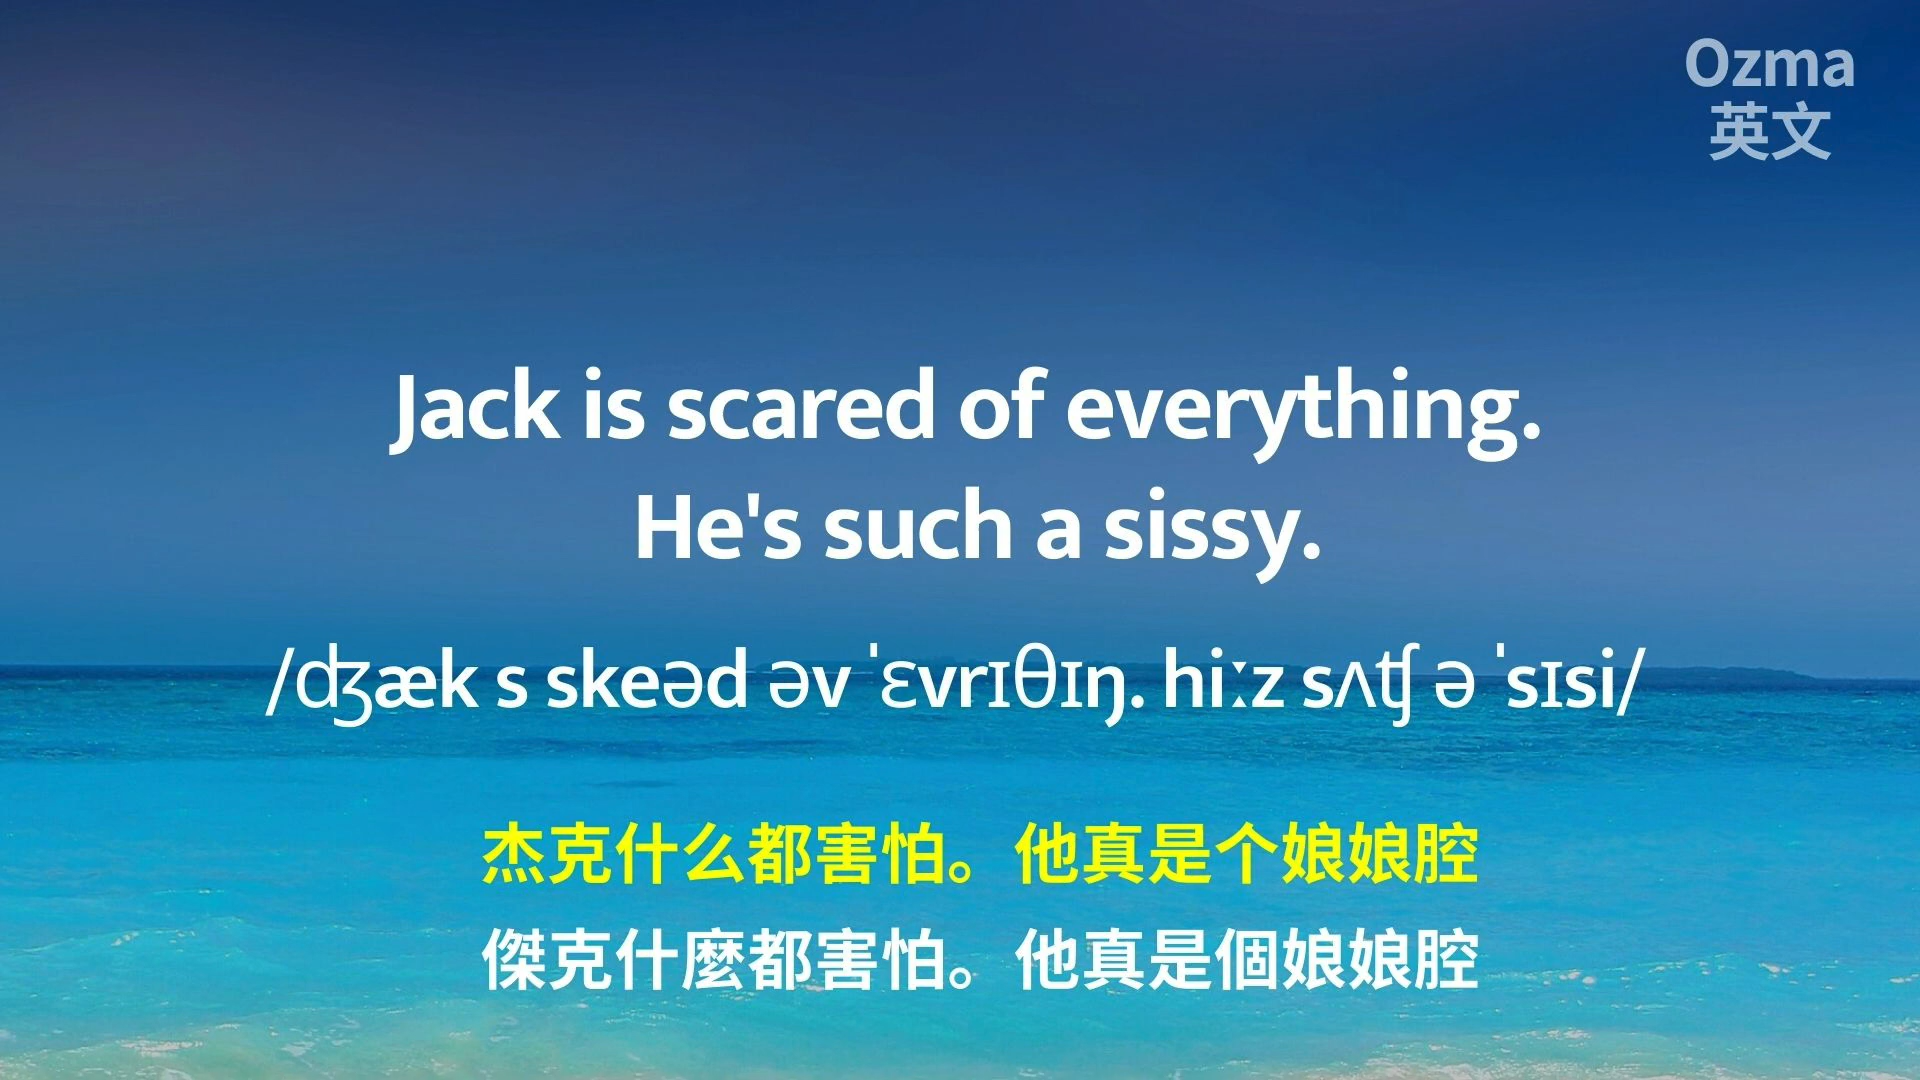 Ozma
英文
Jack is scared of everything.
He's such a sissy.
/ʤæk s skeəd əv ˈɛvrɪθɪŋ. hiːz sʌʧ ə ˈsɪsi/
杰克什么都害怕。他真是个娘娘腔
傑克什麼都害怕。他真是個娘娘腔